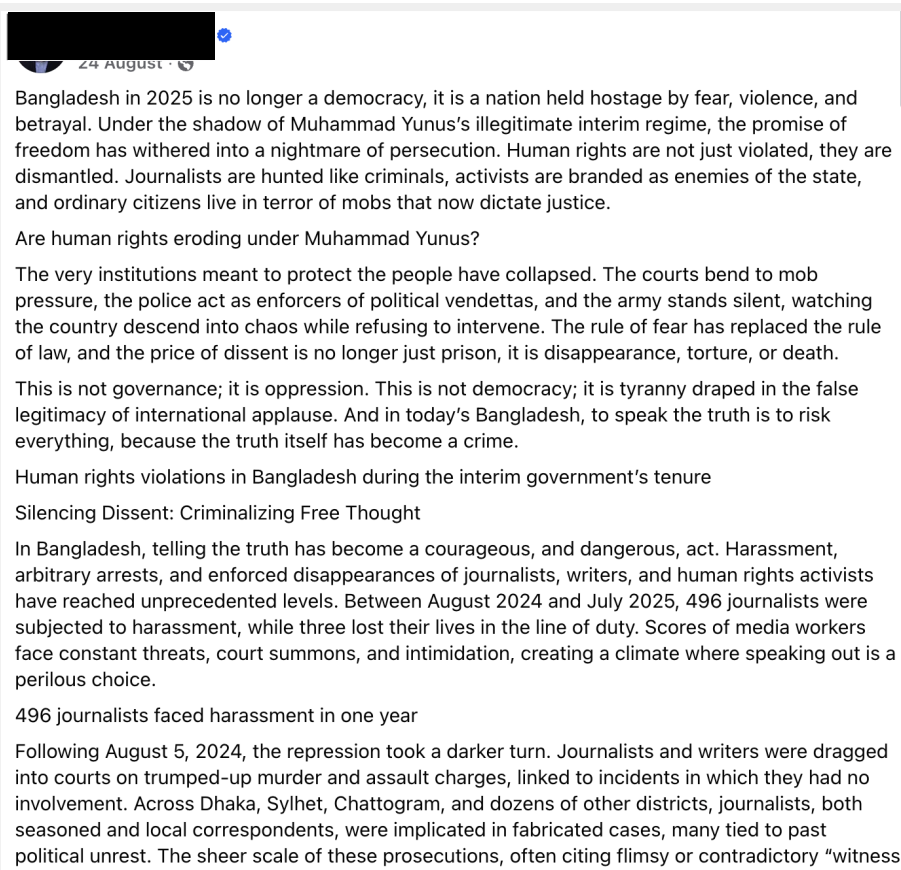 24 August ·
Bangladesh in 2025 is no longer a democracy, it is a nation held hostage by fear, violence, and
betrayal. Under the shadow of Muhammad Yunus’s illegitimate interim regime, the promise of
freedom has withered into a nightmare of persecution. Human rights are not just violated, they are
dismantled. Journalists are hunted like criminals, activists are branded as enemies of the state,
and ordinary citizens live in terror of mobs that now dictate justice.
Are human rights eroding under Muhammad Yunus?
The very institutions meant to protect the people have collapsed. The courts bend to mob
pressure, the police act as enforcers of political vendettas, and the army stands silent, watching
the country descend into chaos while refusing to intervene. The rule of fear has replaced the rule
of law, and the price of dissent is no longer just prison, it is disappearance, torture, or death.
This is not governance; it is oppression. This is not democracy; it is tyranny draped in the false
legitimacy of international applause. And in today’s Bangladesh, to speak the truth is to risk
everything, because the truth itself has become a crime.
Human rights violations in Bangladesh during the interim government’s tenure
Silencing Dissent: Criminalizing Free Thought
In Bangladesh, telling the truth has become a courageous, and dangerous, act. Harassment,
arbitrary arrests, and enforced disappearances of journalists, writers, and human rights activists
have reached unprecedented levels. Between August 2024 and July 2025, 496 journalists were
subjected to harassment, while three lost their lives in the line of duty. Scores of media workers
face constant threats, court summons, and intimidation, creating a climate where speaking out is a
perilous choice.
496 journalists faced harassment in one year
Following August 5, 2024, the repression took a darker turn. Journalists and writers were dragged
into courts on trumped-up murder and assault charges, linked to incidents in which they had no
involvement. Across Dhaka, Sylhet, Chattogram, and dozens of other districts, journalists, both
seasoned and local correspondents, were implicated in fabricated cases, many tied to past
political unrest. The sheer scale of these prosecutions, often citing flimsy or contradictory “witness